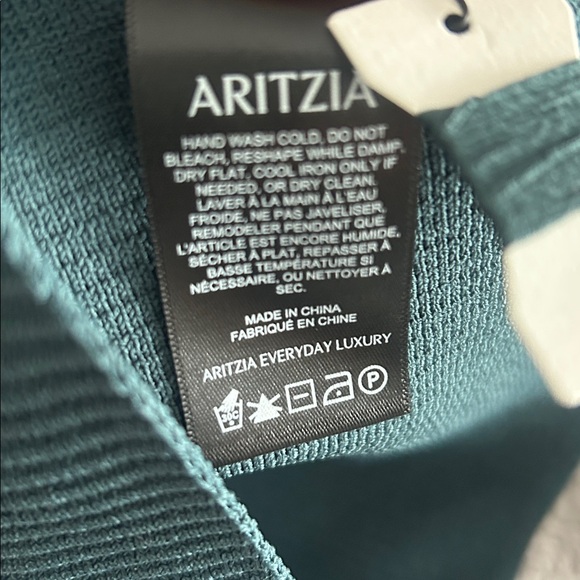 ARITZIA
HAND WASH COLD, DO NOT
BLEACH, RESHAPE WHILE DAMP,
DRY FLAT, COOL IRON ONLY IF
NEEDED, OR DRY CLEAN.
LAVER À LA MAIN À L'EAU
FROIDE, NE PAS JAVELISER,
REMODELER PENDANT QUE
L'ARTICLE EST ENCORE HUMIDE,
SÉCHER À PLAT, REPASSER À
BASSE TEMPÉRATURE SI
NÉCESSAIRE, OU NETTOYER À
SEC.
MADE IN CHINA
FABRIQUÉ EN CHINE
ARITZIA EVERYDAY LUXURY
30C P